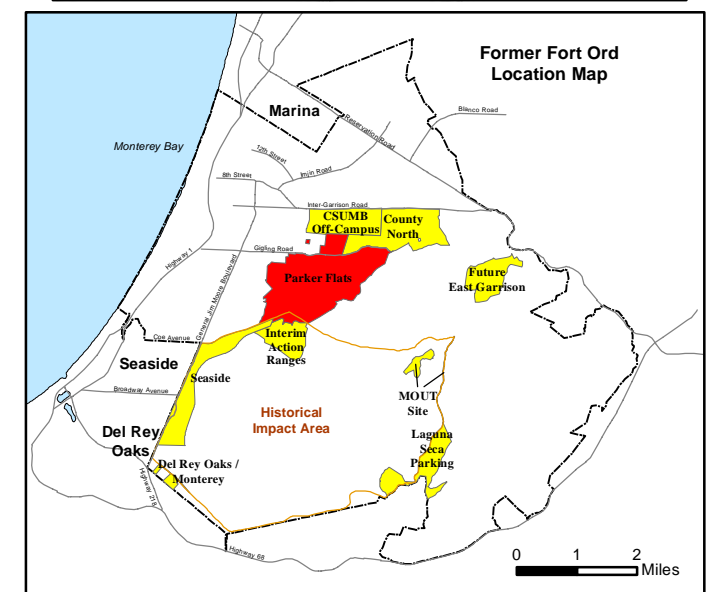 Former Fort Ord
Location Map
Marina
Blanco Road
Reservation Road
Monterey Bay
12th Street
Imjin Road
8th Street
Inter-Garrison Road
CSUMB
Off-Campus
County
North
Gigling Road
Highway 1
General Jim Moore Boulevard
Parker Flats
Future
East Garrison
Coe Avenue
Interim
Action
Ranges
Seaside
Seaside
Broadway Avenue
MOUT
Site
Historical
Impact Area
Del Rey
Oaks
Laguna
Seca
Parking
Del Rey Oaks /
Monterey
Highway 218
Highway 68
0 1 2
Miles